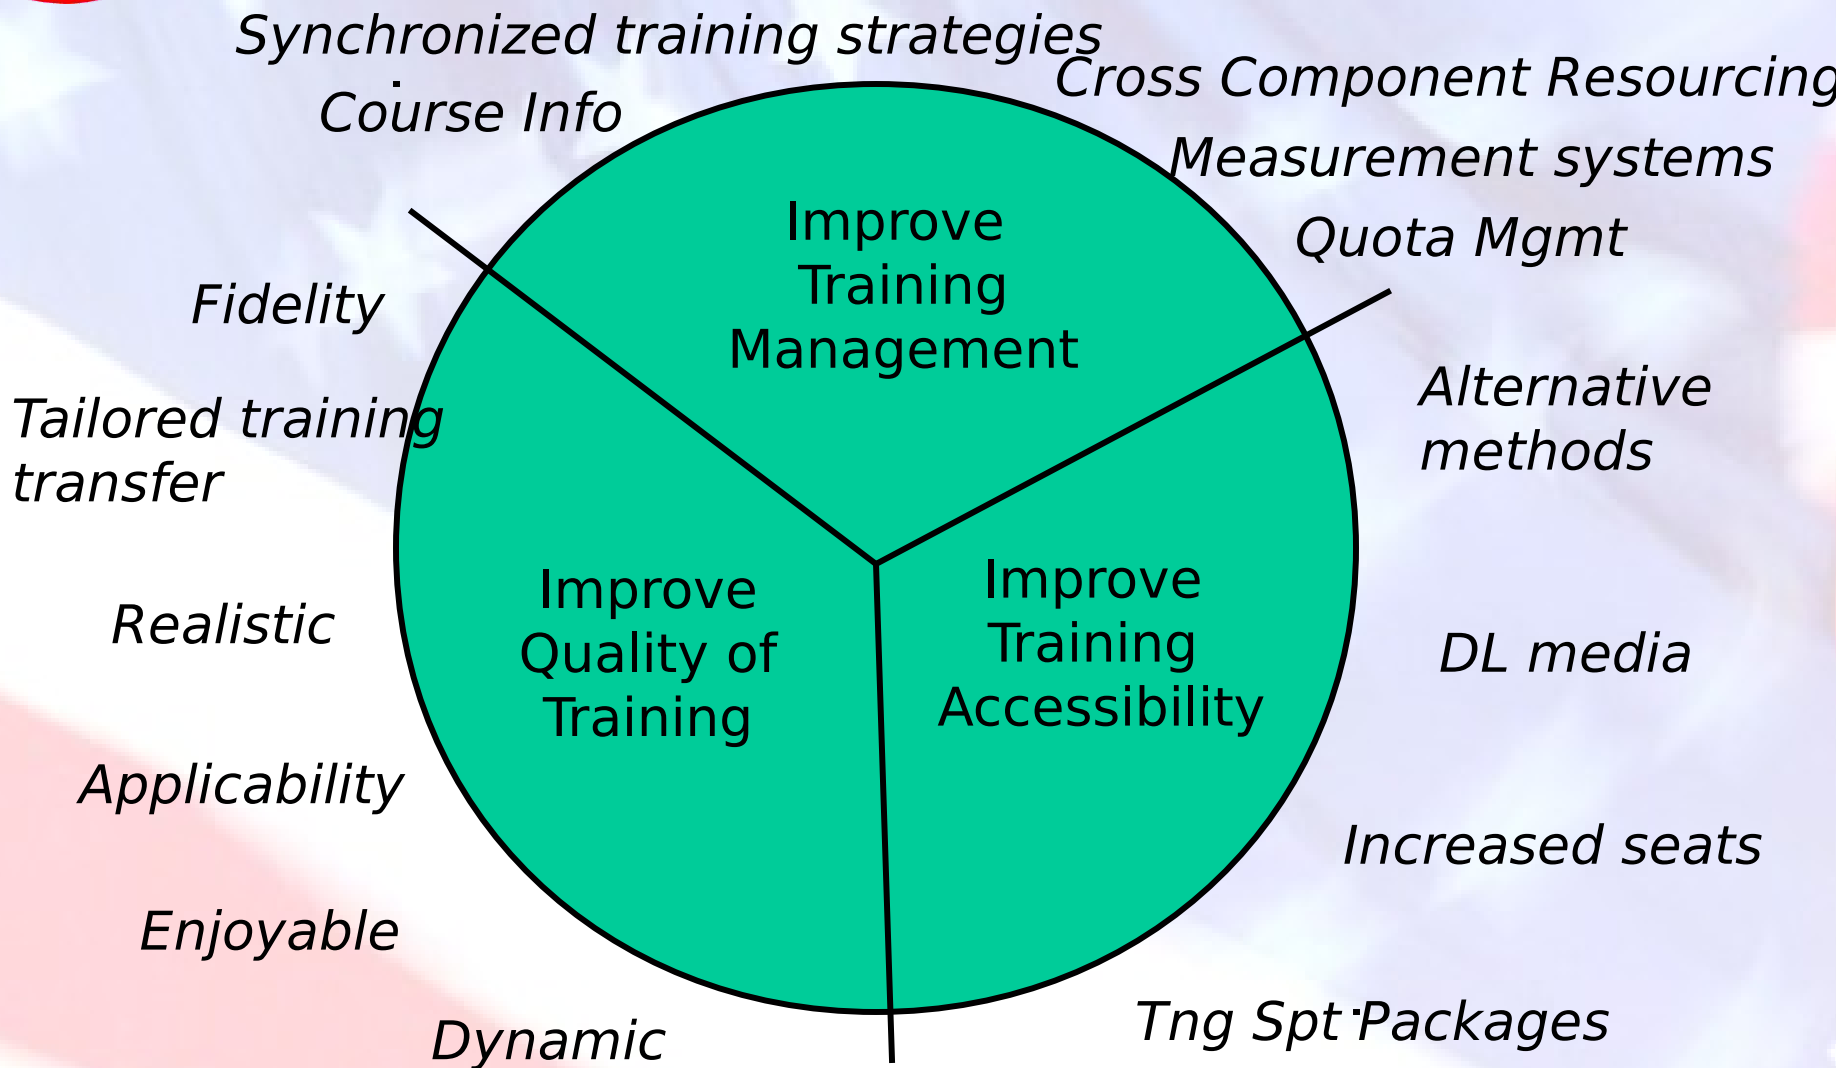 Synchronized training strategies
Cross Component Resourcing
Course Info
Measurement systems
Quota Mgmt
Improve
Training
Management
Fidelity
Tailored training
transfer
Alternative
methods
Improve
Quality of
Training
Improve
Training
Accessibility
Realistic
DL media
Applicability
Increased seats
Enjoyable
Dynamic
Tng Spt Packages